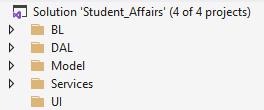 Solution 'Student_Affairs' (4 of 4 projects)
BL
DAL
Model
Services
UI